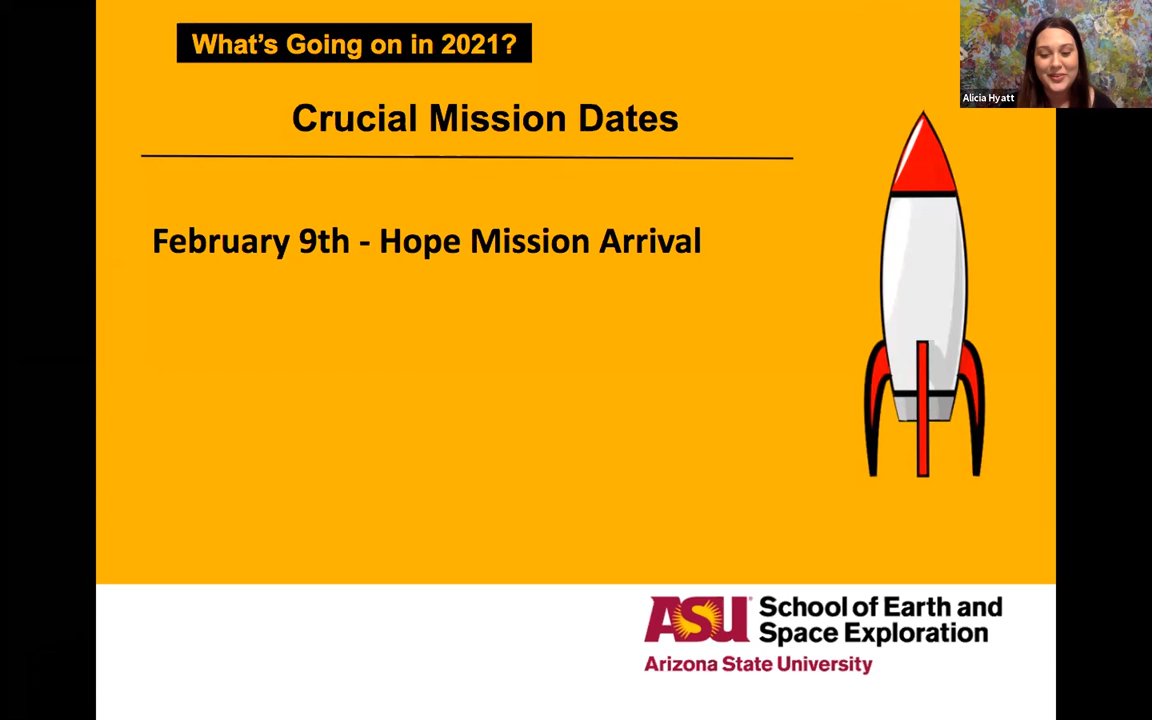 What's Going on in 2021?
Alicia Hyatt
Crucial Mission Dates
February 9th - Hope Mission Arrival
ASU School of Earth and
Space Exploration
Arizona State University